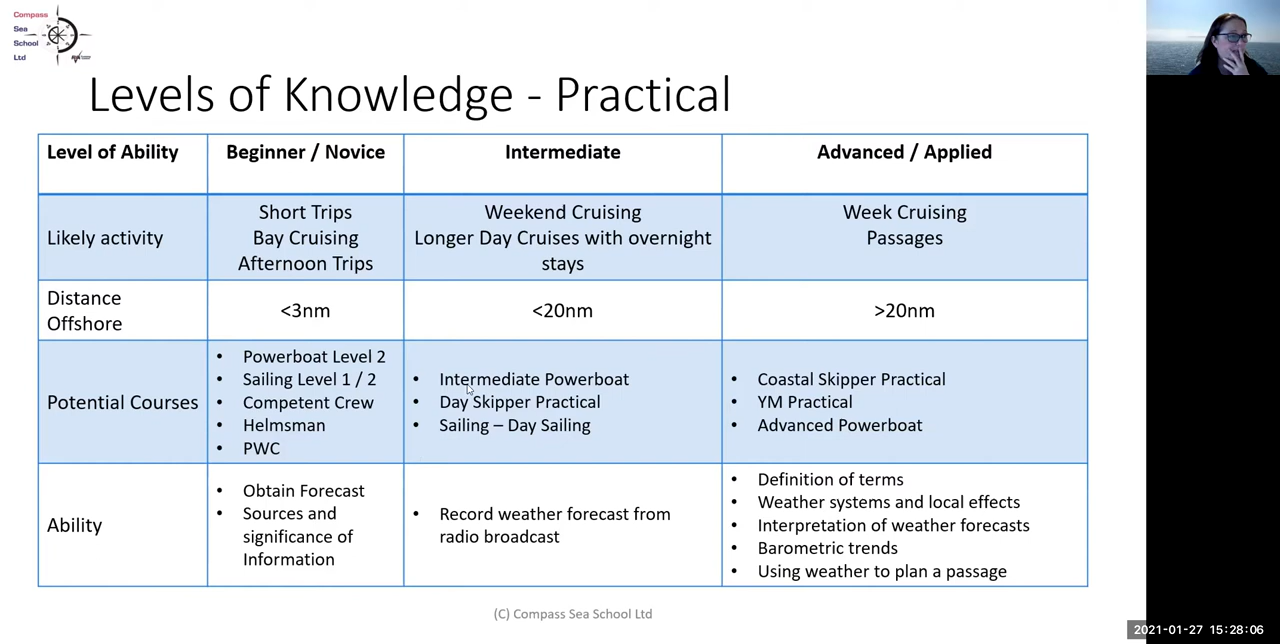 Compass
Sea
School
Ltd
Levels of Knowledge - Practical
Level of Ability
Beginner / Novice
Intermediate
Advanced / Applied
Likely activity
Short Trips
Bay Cruising
Afternoon Trips
Weekend Cruising
Longer Day Cruises with overnight
stays
Week Cruising
Passages
Distance
Offshore
<3nm
<20nm
>20nm
Potential Courses
• Powerboat Level 2
• Sailing Level 1 / 2
• Competent Crew
• Helmsman
• PWC
• Intermediate Powerboat
• Day Skipper Practical
• Sailing – Day Sailing
• Coastal Skipper Practical
• YM Practical
• Advanced Powerboat
Ability
• Obtain Forecast
• Sources and
significance of
Information
• Record weather forecast from
radio broadcast
• Definition of terms
• Weather systems and local effects
• Interpretation of weather forecasts
• Barometric trends
• Using weather to plan a passage
(C) Compass Sea School Ltd
2021-01-27 15:28:06